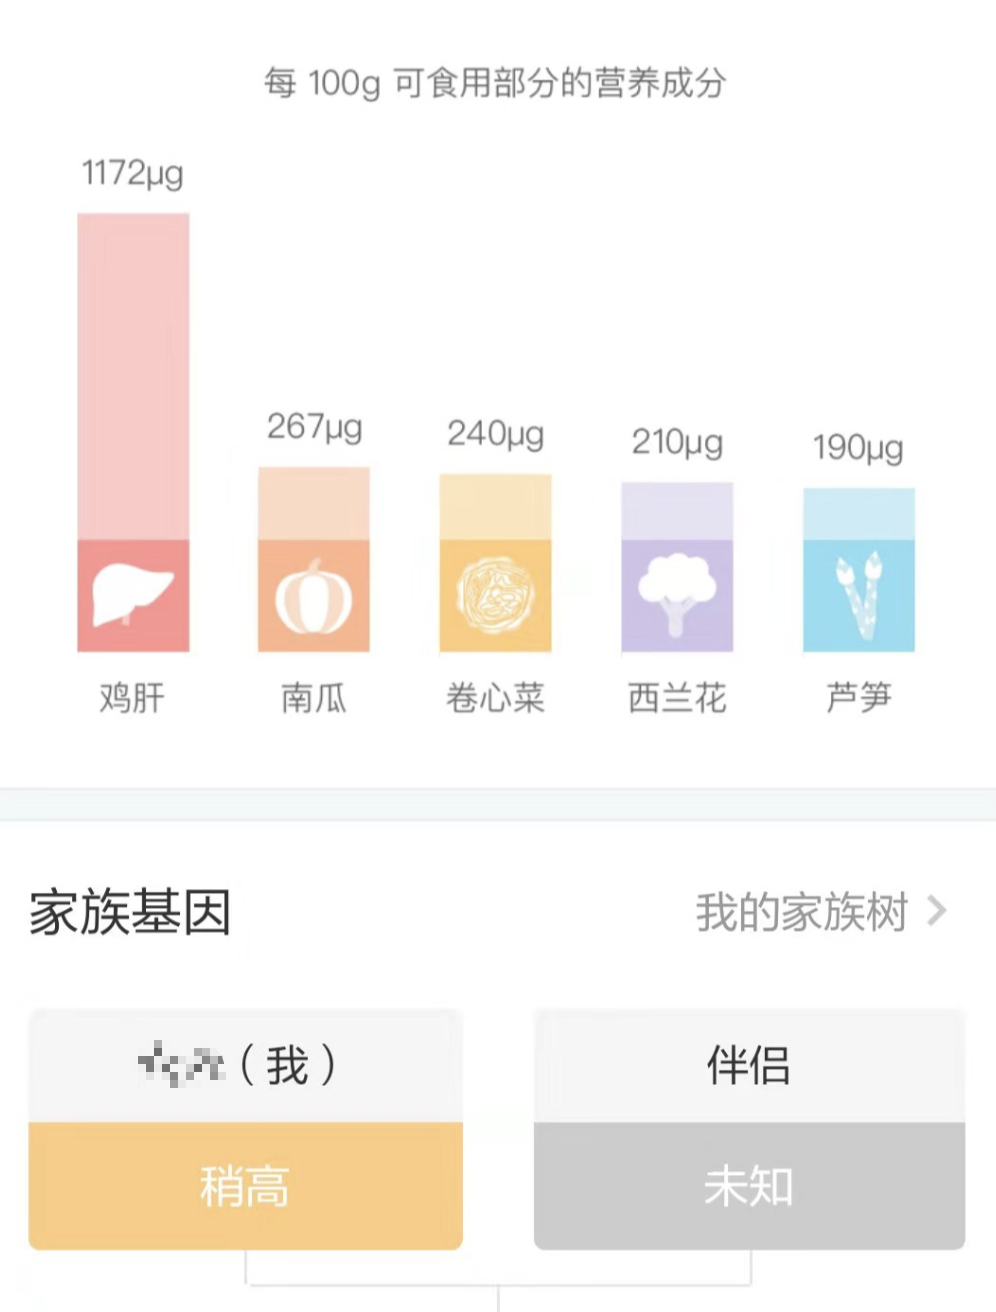 每 100g 可食用部分的营养成分
1172μg
267μg
240μg
210μg
190μg
鸡肝
南瓜
卷心菜
西兰花
芦笋
家族基因
我的家族树
（我）
伴侣
稍高
未知